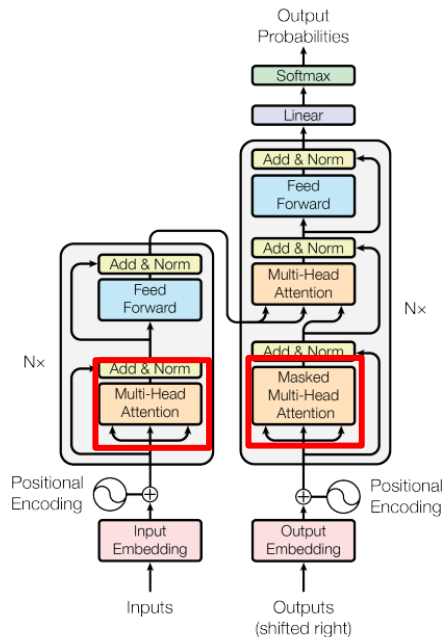 Output
Probabilities
Softmax
Linear
Add & Norm
Feed
Forward
Add & Norm
Multi-Head
Attention
Nx
Add & Norm
Masked
Multi-Head
Attention
Positional
Encoding
Output
Embedding
Outputs
(shifted right)
Add & Norm
Feed
Forward
Nx
Add & Norm
Multi-Head
Attention
Positional
Encoding
Input
Embedding
Inputs